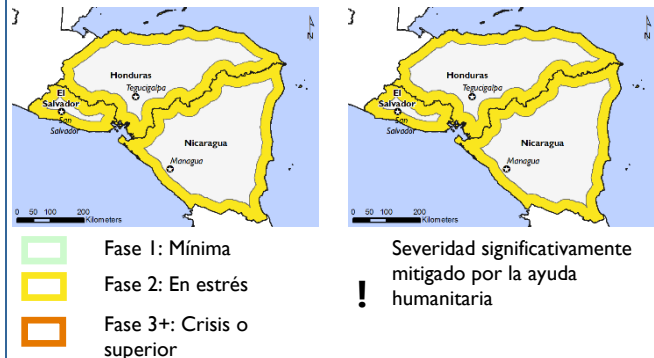 N
Honduras
Tegucigalpa
El
Salvador
San
Salvador
Nicaragua
Managua
0 50 100 200
Kilometers
N
Honduras
Tegucigalpa
El
Salvador
San
Salvador
Nicaragua
Managua
0 50 100 200
Kilometers
Fase 1: Mínima
Fase 2: En estrés
Fase 3+: Crisis o
superior
Severidad significativamente
mitigado por la ayuda
! humanitaria